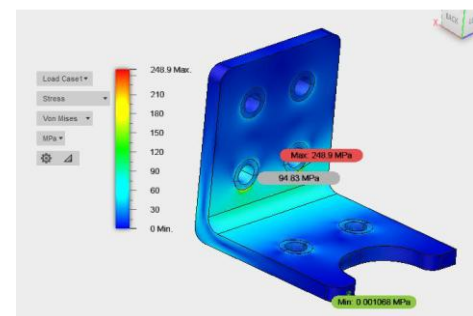 BACK
X
Load Case1
248.9 Max.
Stress
210
Von Mises
180
MPa
150
120
90
60
30
0 Min.
Max: 248.9 MPa
94.83 MPa
Min: 0.001068 MPa